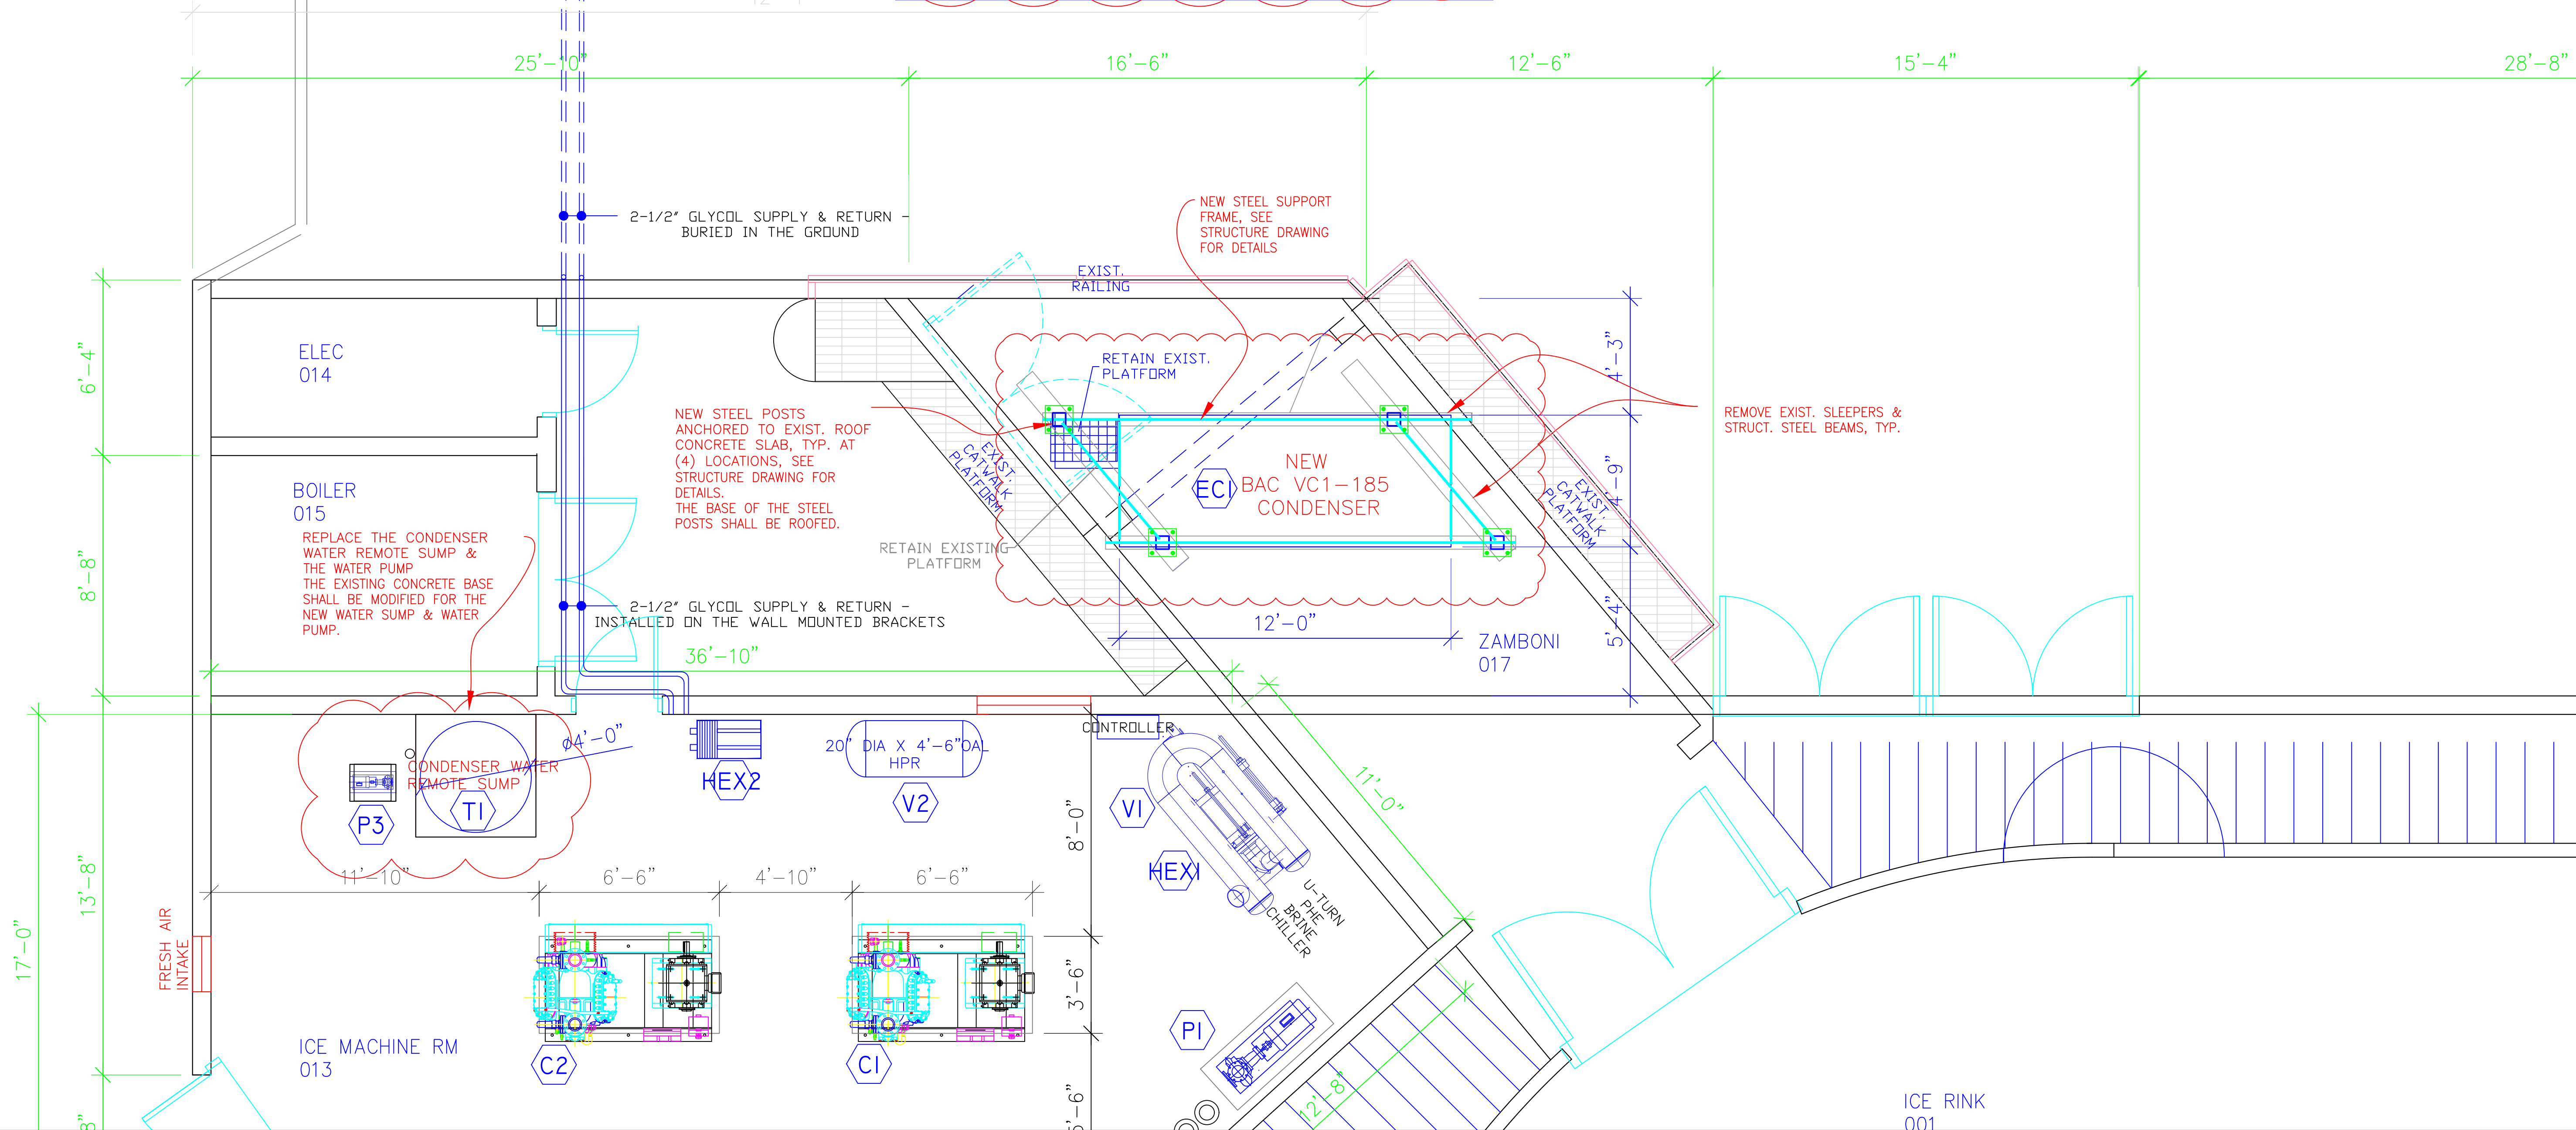 25'-10"
16'-6"
12'-6"
15'-4"
28'-8"
2-1/2" GLYCOL SUPPLY & RETURN -
BURIED IN THE GROUND
NEW STEEL SUPPORT
FRAME, SEE
STRUCTURE DRAWING
FOR DETAILS
EXIST.
RAILING
6'-4"
ELEC
014
RETAIN EXIST.
PLATFORM
4'-3"
NEW STEEL POSTS
ANCHORED TO EXIST. ROOF
CONCRETE SLAB, TYP. AT
(4) LOCATIONS, SEE
STRUCTURE DRAWING FOR
DETAILS.
THE BASE OF THE STEEL
POSTS SHALL BE ROOFED.
EXIST.
CATWALK
PLATFORM
REMOVE EXIST. SLEEPERS &
STRUCT. STEEL BEAMS, TYP.
NEW
BAC VC1-185
CONDENSER
EC1
4'-9"
EXIST.
CATWALK
PLATFORM
BOILER
015
REPLACE THE CONDENSER
WATER REMOTE SUMP &
THE WATER PUMP
THE EXISTING CONCRETE BASE
SHALL BE MODIFIED FOR THE
NEW WATER SUMP & WATER
PUMP.
8'-8"
RETAIN EXISTING
PLATFORM
2-1/2" GLYCOL SUPPLY & RETURN -
INSTALLED ON THE WALL MOUNTED BRACKETS
12'-0"
5'-4"
ZAMBONI
017
36'-10"
CONTROLLER
ø4'-0"
20" DIA X 4'-6"OAL
HPR
CONDENSER WATER
REMOTE SUMP
HEX2
V2
V1
T1
P3
11'-0"
8'-0"
HEX1
U-TURN
PHE
BRINE
CHILLER
13'-8"
17'-0"
11'-10"
6'-6"
4'-10"
6'-6"
FRESH AIR
INTAKE
3'-6"
P1
ICE MACHINE RM
013
C2
C1
12'-8"
ICE RINK
001